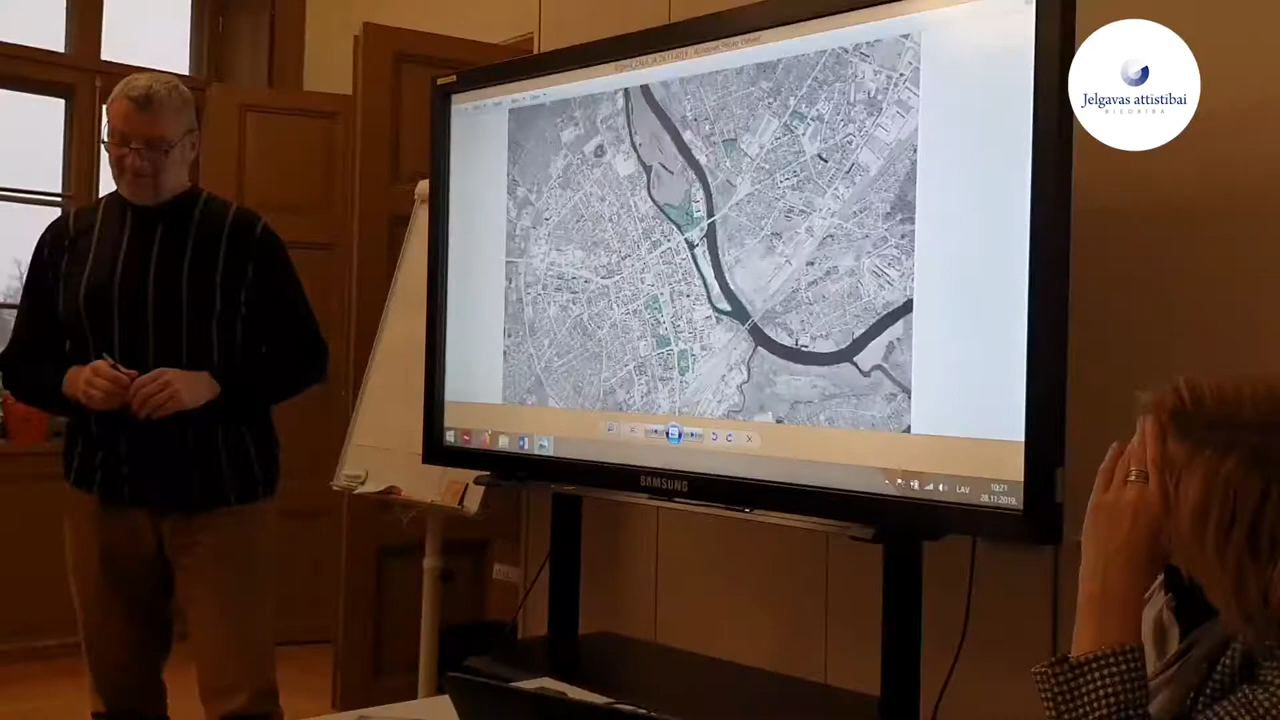 Jelgavas attīstībai
BIEDRĪBA
SAMSUNG
LAV
10:21
28.11.2019.